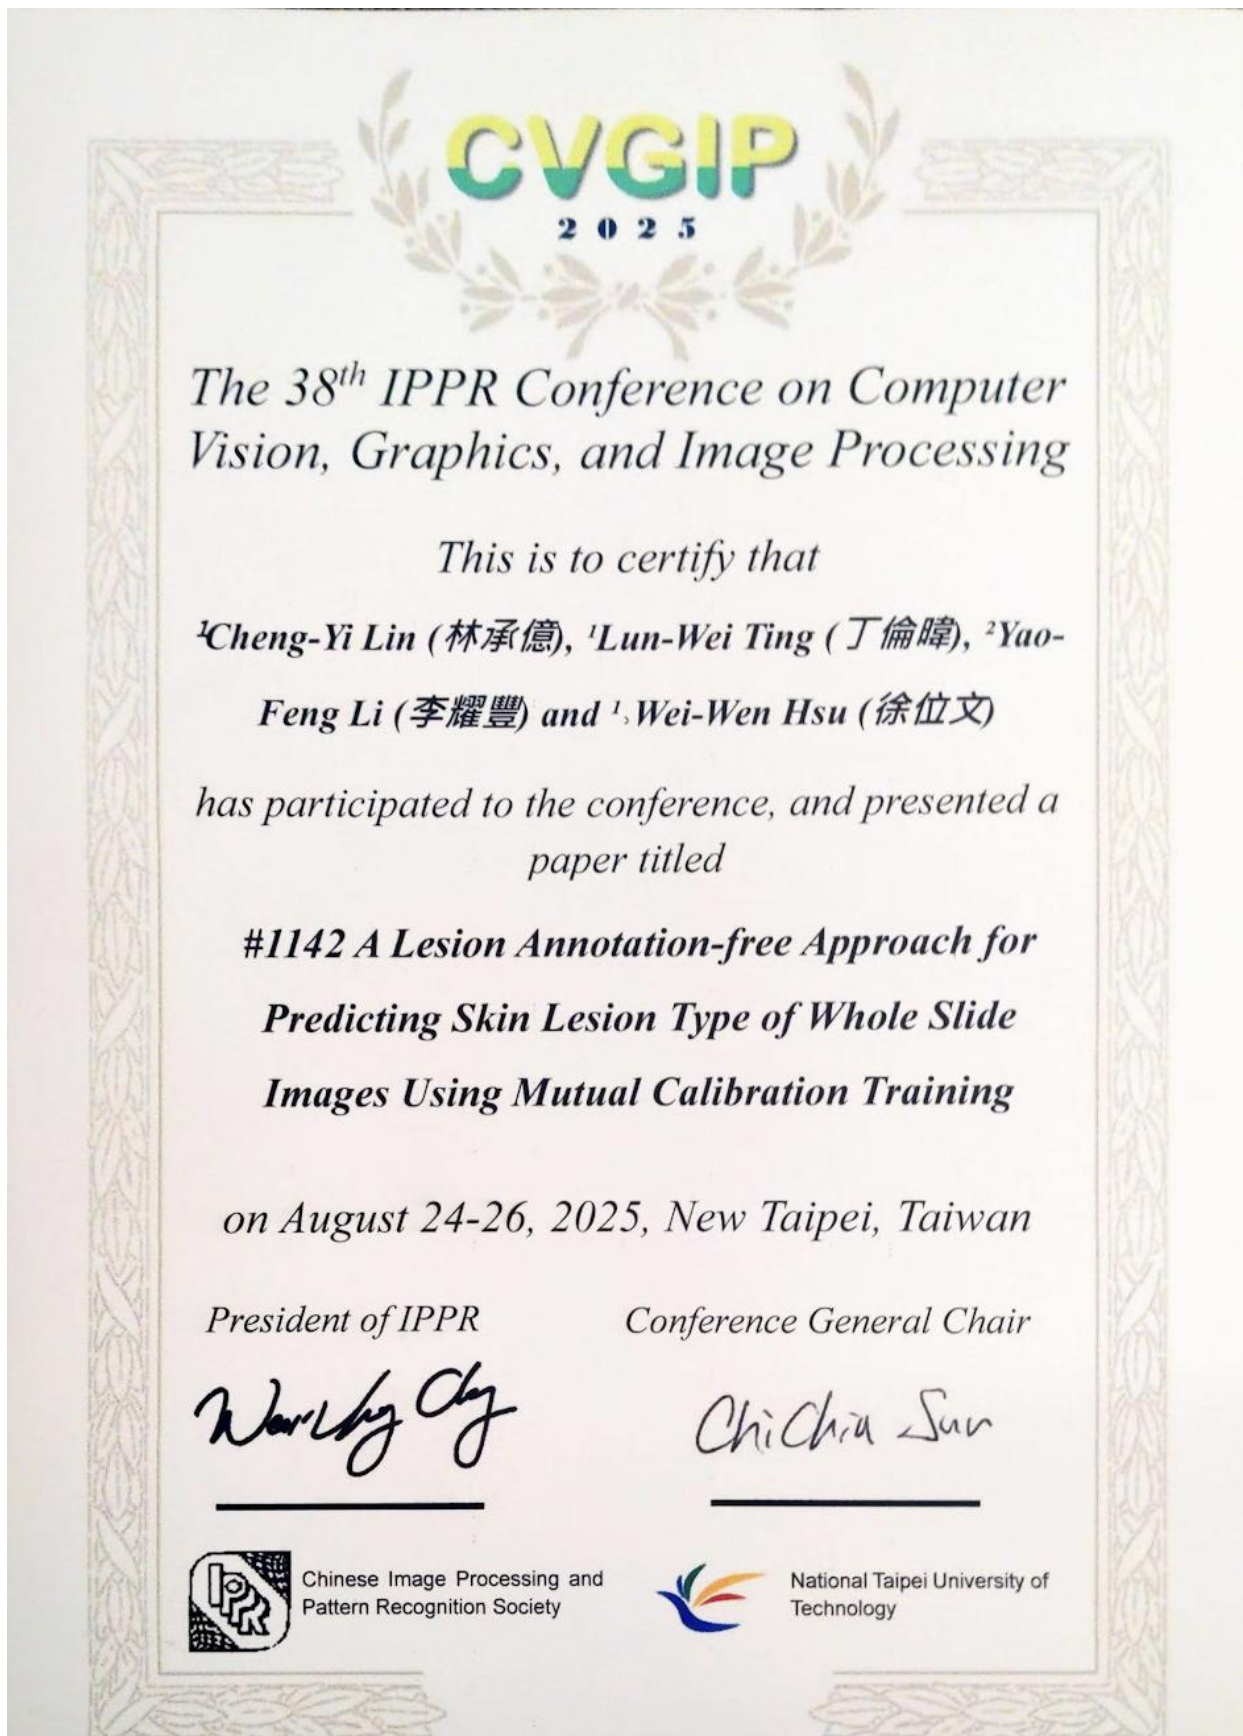 CVGIP
2025
The 38th IPPR Conference on Computer
Vision, Graphics, and Image Processing
This is to certify that
¹Cheng-Yi Lin (林承億), ¹Lun-Wei Ting (丁倫暐), ²Yao-
Feng Li (李耀豐) and ¹,Wei-Wen Hsu (徐位文)
has participated to the conference, and presented a
paper titled
#1142 A Lesion Annotation-free Approach for
Predicting Skin Lesion Type of Whole Slide
Images Using Mutual Calibration Training
on August 24-26, 2025, New Taipei, Taiwan
President of IPPR Conference General Chair
ChiChia Sun
IPPR
Chinese Image Processing and
Pattern Recognition Society
National Taipei University of
Technology